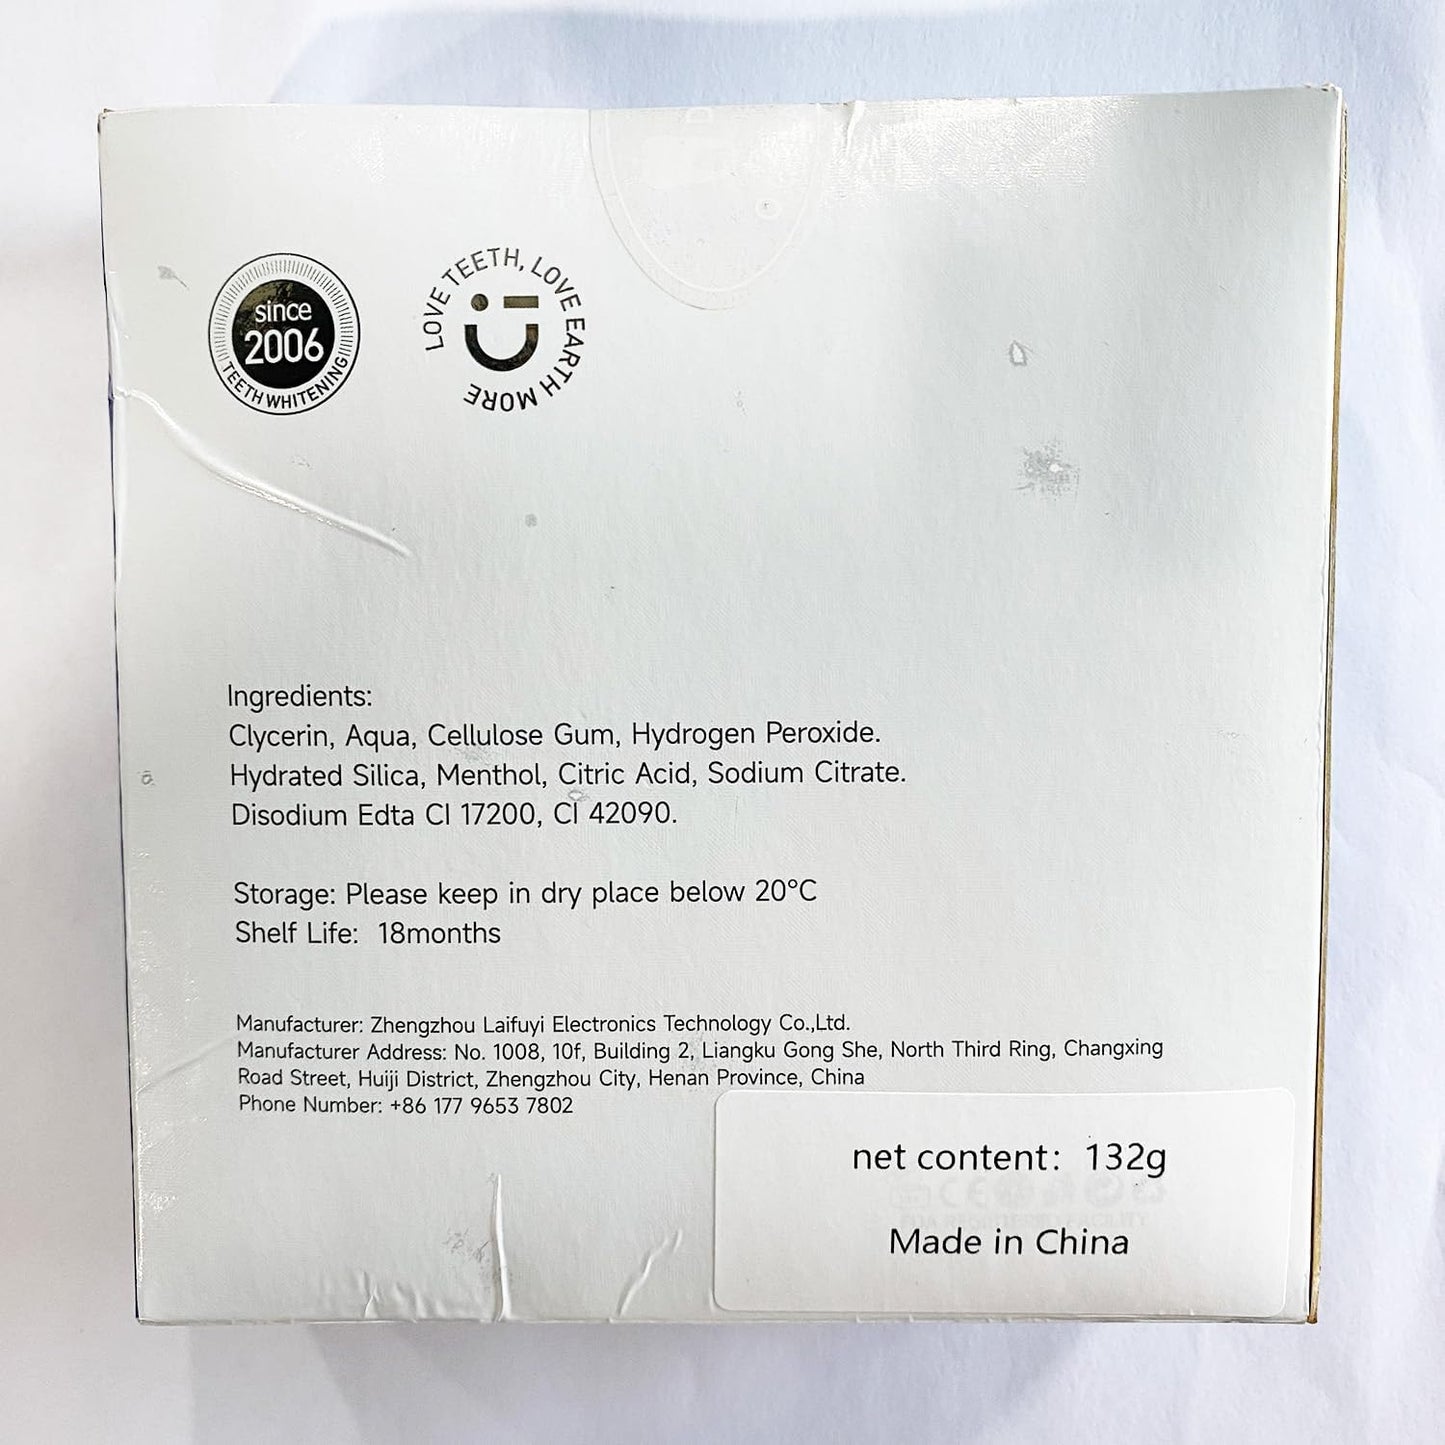 since
2006
TEETH WHITENING
LOVE TEETH, LOVE EARTH MORE
Ingredients:
Clycerin, Aqua, Cellulose Gum, Hydrogen Peroxide.
Hydrated Silica, Menthol, Citric Acid, Sodium Citrate.
Disodium Edta CI 17200, CI 42090.
Storage: Please keep in dry place below 20°C
Shelf Life: 18months
Manufacturer: Zhengzhou Laifuyi Electronics Technology Co.,Ltd.
Manufacturer Address: No. 1008, 10f, Building 2, Liangku Gong She, North Third Ring, Changxing
Road Street, Huiji District, Zhengzhou City, Henan Province, China
Phone Number: +86 177 9653 7802
net content: 132g
Made in China